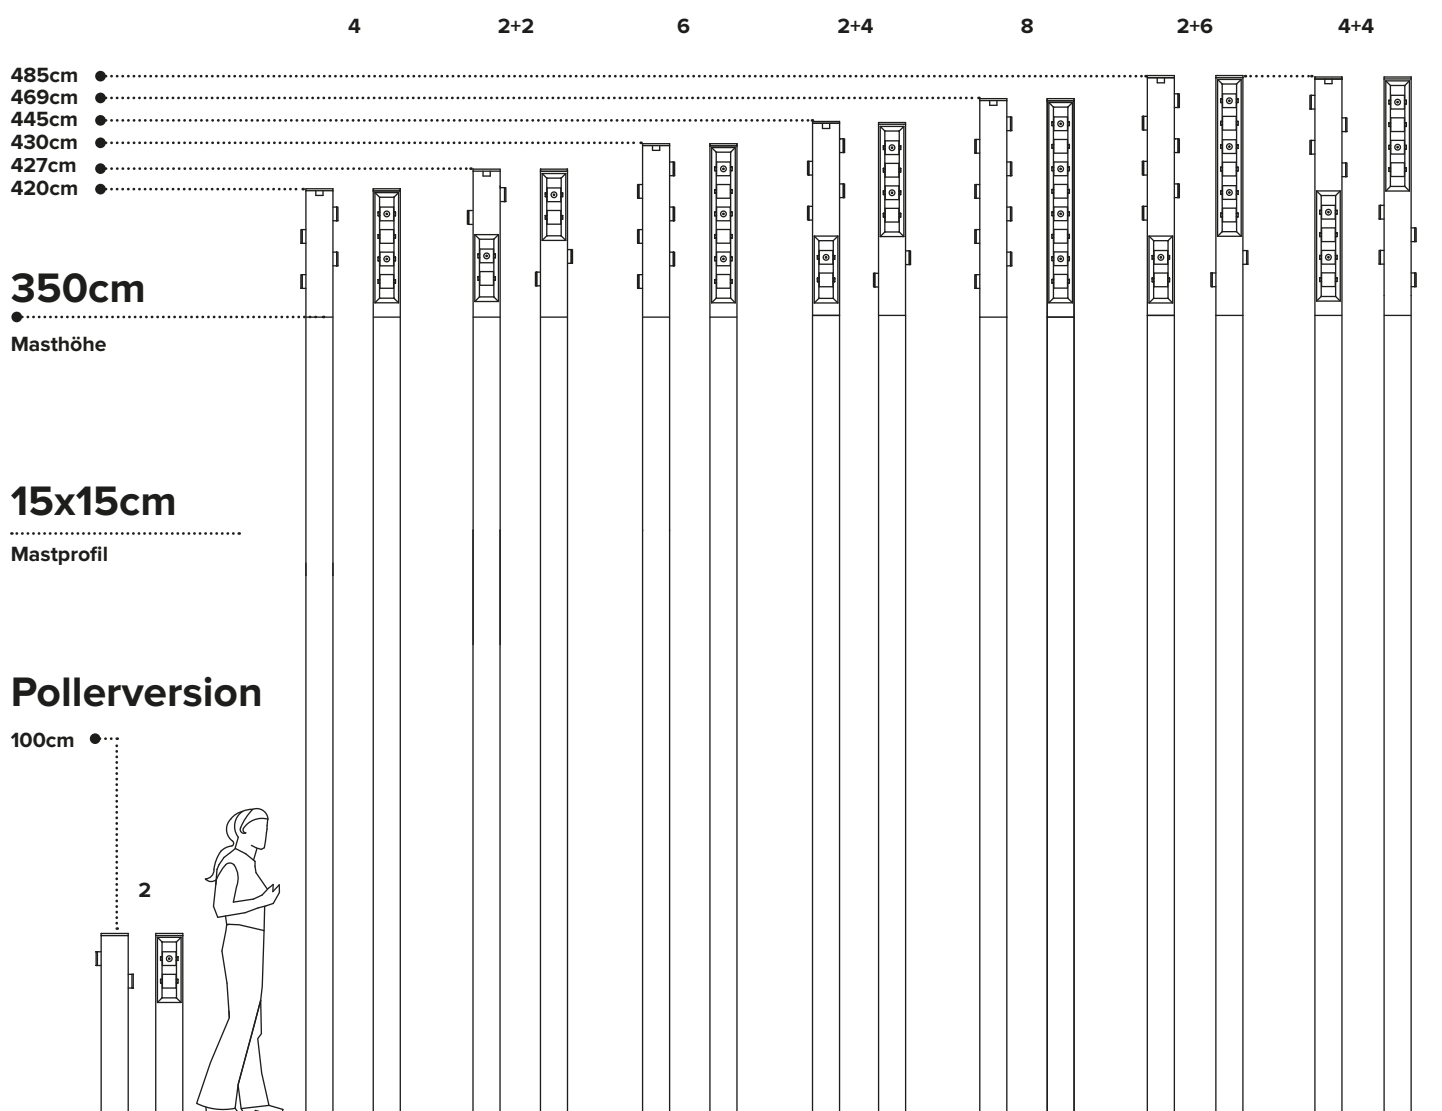 4 2+2 6 2+4 8 2+6 4+4
485cm
469cm
445cm
430cm
427cm
420cm
350cm
Masthöhe
15x15cm
Mastprofil
Pollerversion
100cm
2